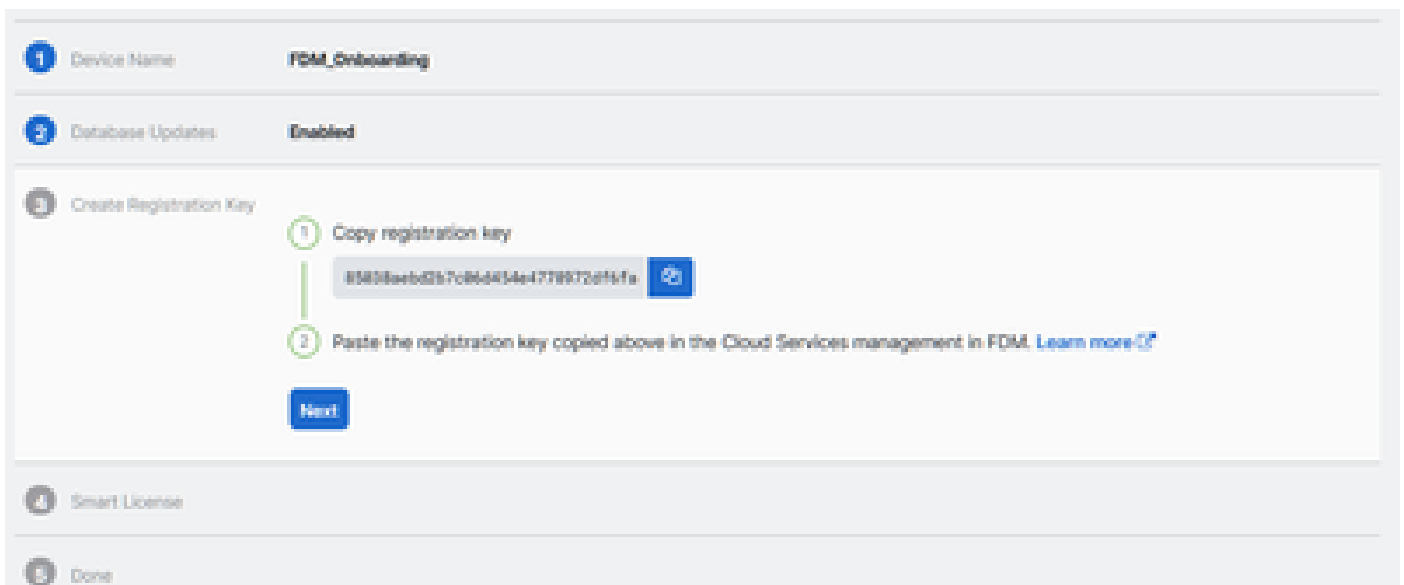 1 Device Name FDM_Onboarding
2 Database Updates Enabled
3 Create Registration Key
1 Copy registration key
2 Paste the registration key copied above in the Cloud Services management in FDM. Learn more
Next
4 Smart License
5 Done